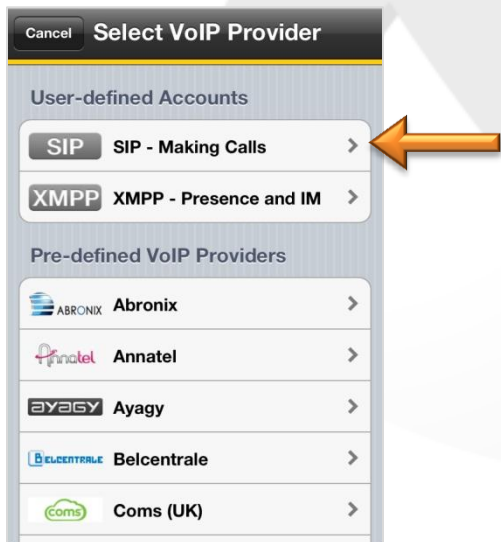 Cancel Select VoIP Provider
User-defined Accounts
SIP SIP - Making Calls
XMPP XMPP - Presence and IM
Pre-defined VoIP Providers
ABRONIX Abronix
Annatel Annatel
AYAGY Ayagy
BELCENTRALE Belcentrale
coms Coms (UK)